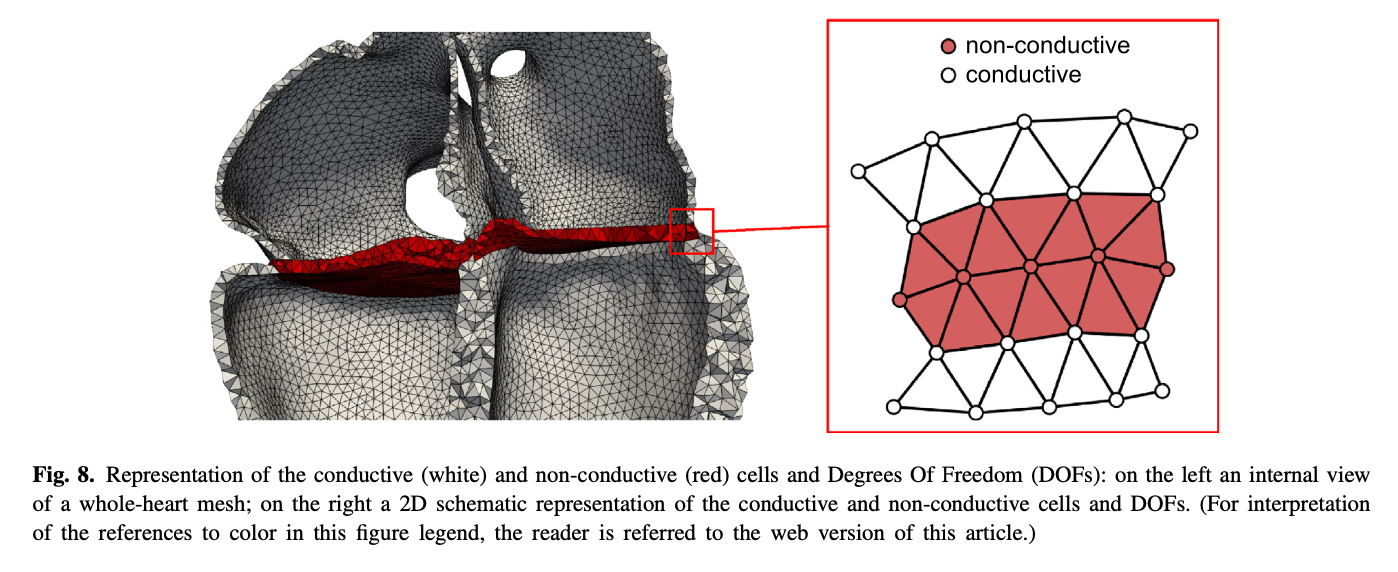 non-conductive
conductive
Fig. 8. Representation of the conductive (white) and non-conductive (red) cells and Degrees Of Freedom (DOFs): on the left an internal view
of a whole-heart mesh; on the right a 2D schematic representation of the conductive and non-conductive cells and DOFs. (For interpretation
of the references to color in this figure legend, the reader is referred to the web version of this article.)